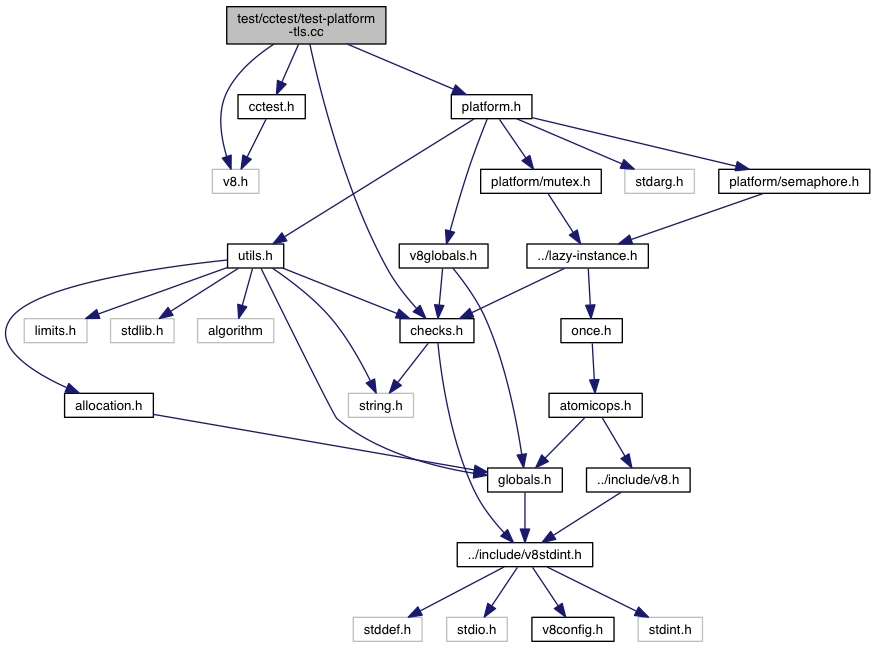 test/cctest/test-platform
-tls.cc
cctest.h
platform.h
v8.h
platform/mutex.h
stdarg.h
platform/semaphore.h
utils.h
v8globals.h
../lazy-instance.h
limits.h
stdlib.h
algorithm
checks.h
once.h
allocation.h
string.h
atomicops.h
globals.h
../include/v8.h
../include/v8stdint.h
stddef.h
stdio.h
v8config.h
stdint.h